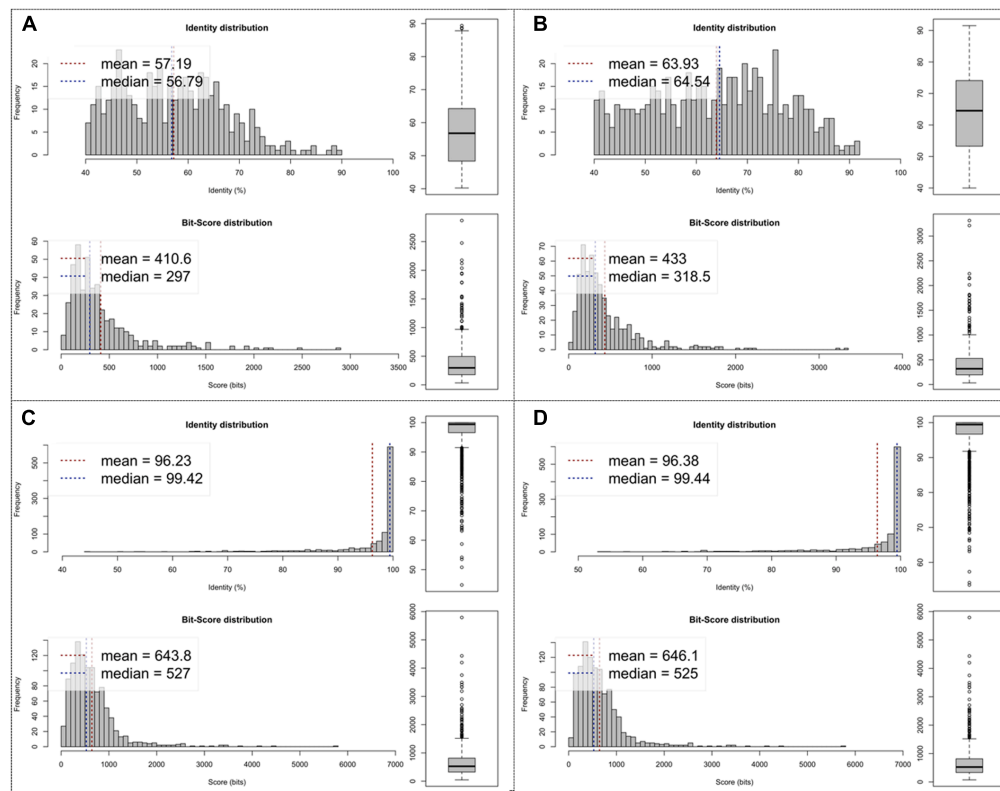 A
Identity distribution
mean = 57.19
median = 56.79
Frequency
0 5 10 15 20
40 50 60 70 80 90 100
Identity (%)
40 50 60 70 80 90
Bit-Score distribution
mean = 410.6
median = 297
Frequency
0 10 20 30 40 50 60
0 500 1000 1500 2000 2500 3000 3500
Score (bits)
0 500 1000 1500 2000 2500
B
Identity distribution
mean = 63.93
median = 64.54
Frequency
0 5 10 15 20
40 50 60 70 80 90 100
Identity (%)
40 50 60 70 80 90
Bit-Score distribution
mean = 433
median = 318.5
Frequency
0 10 20 30 40 50 60 70
0 1000 2000 3000 4000
Score (bits)
0 500 1000 1500 2000 2500 3000
C
Identity distribution
mean = 96.23
median = 99.42
Frequency
0 100 300 500
40 50 60 70 80 90 100
Identity (%)
50 60 70 80 90 100
Bit-Score distribution
mean = 643.8
median = 527
Frequency
0 20 40 60 80 120
0 1000 2000 3000 4000 5000 6000 7000
Score (bits)
0 1000 2000 3000 4000 5000 6000
D
Identity distribution
mean = 96.38
median = 99.44
Frequency
0 100 300 500
50 60 70 80 90 100
Identity (%)
60 70 80 90 100
Bit-Score distribution
mean = 646.1
median = 525
Frequency
0 20 40 60 80 120
0 1000 2000 3000 4000 5000 6000 7000
Score (bits)
0 1000 2000 3000 4000 5000 6000